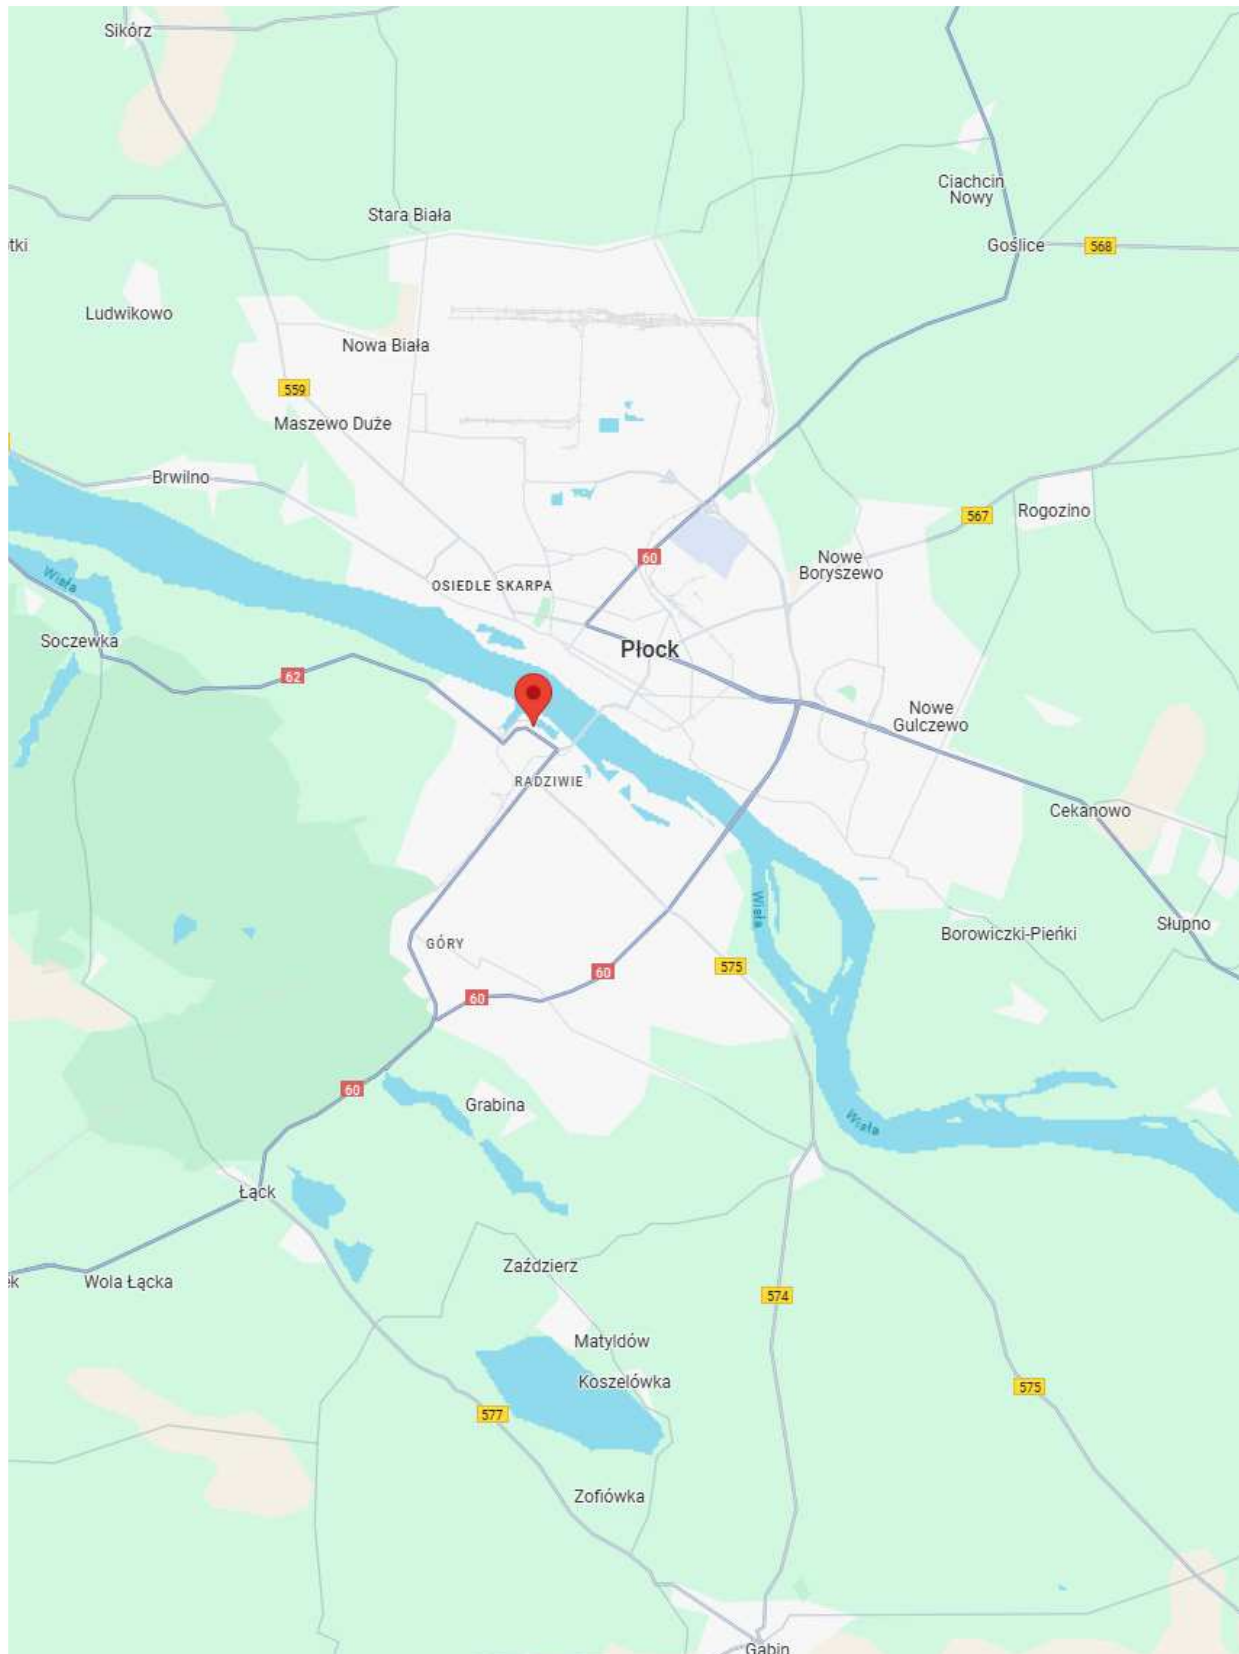 Sikórz
Ciachcin
Nowy
Stara Biała
tki
Goślice
568
Ludwikowo
Nowa Biała
559
Maszewo Duże
Brwilno
Rogozino
567
60
Nowe
Boryszewo
Wisła
OSIEDLE SKARPA
Soczewka
Płock
62
Nowe
Gulczewo
RADZIWIE
Cekanowo
Wisła
Słupno
Borowiczki-Pieńki
GÓRY
60
575
60
60
Grabina
Wisła
Łąck
Zaździerz
ek
Wola Łącka
574
Matyldów
Koszelówka
575
577
Zofiówka
Gąbin